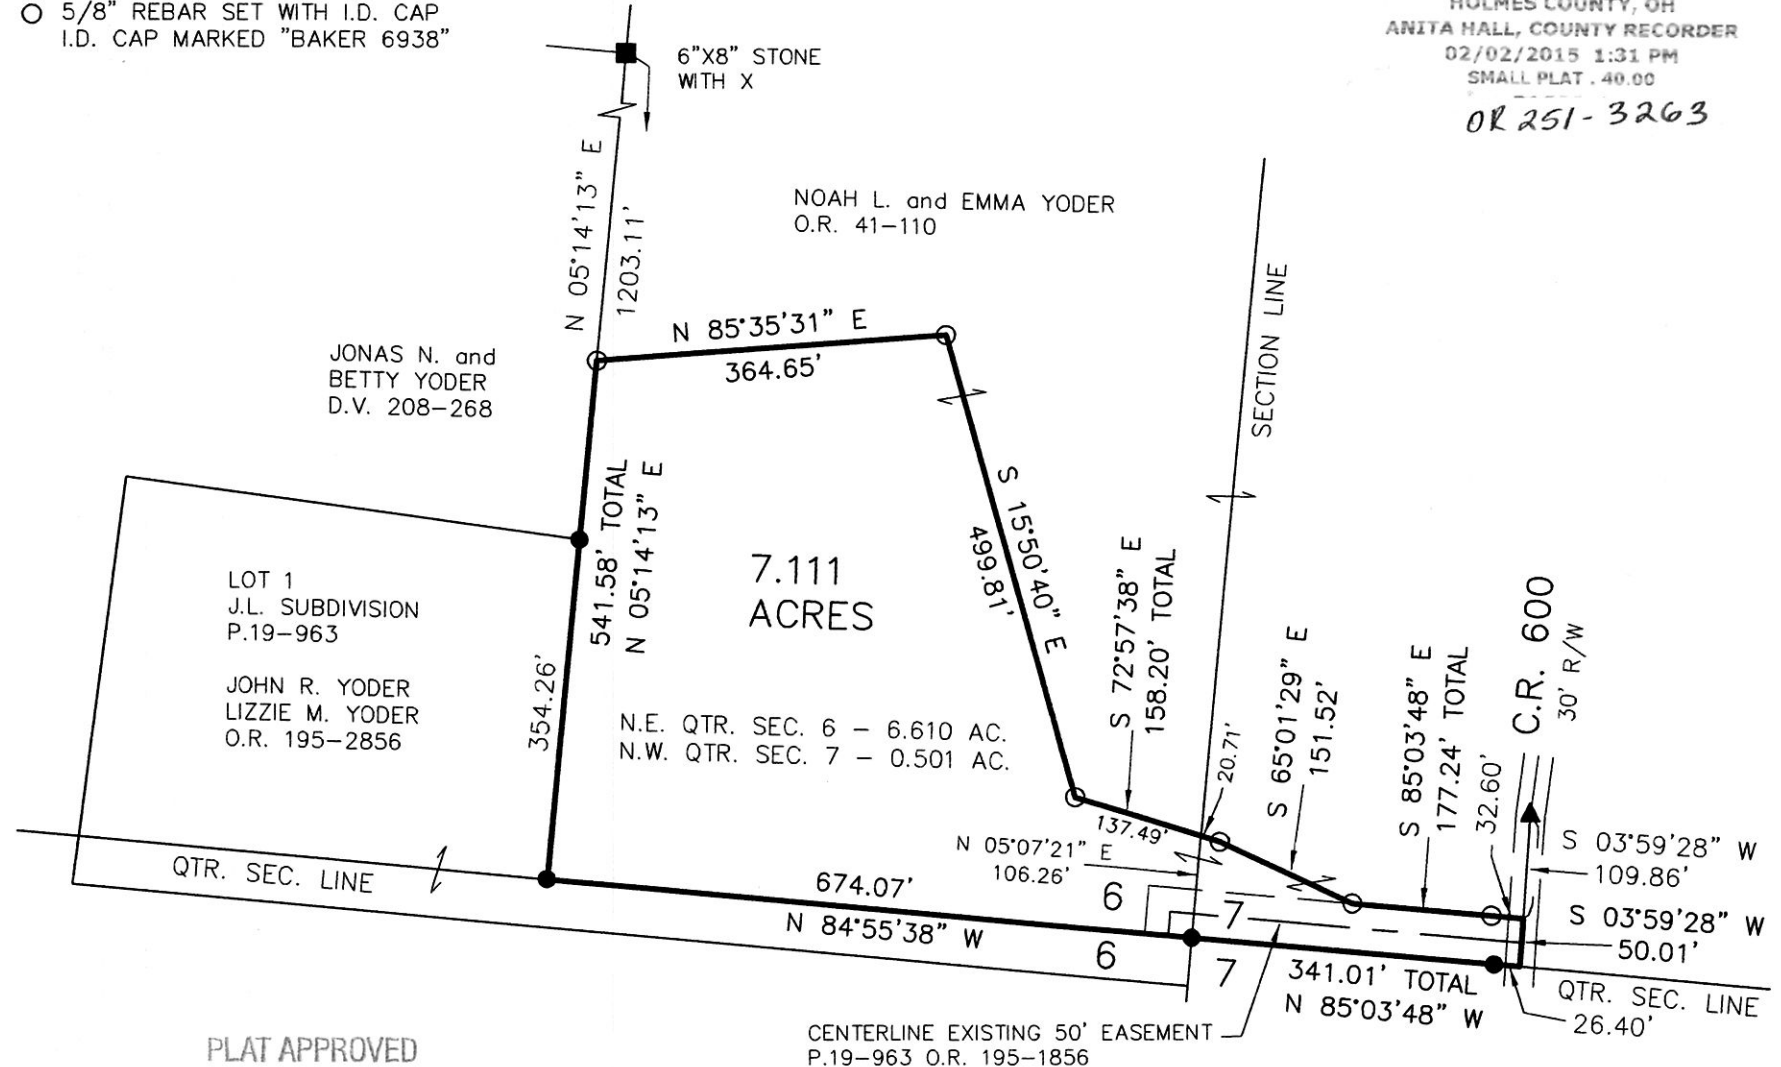 5/8" REBAR SET WITH I.D. CAP
I.D. CAP MARKED "BAKER 6938"
HOLMES COUNTY, OH
ANITA HALL, COUNTY RECORDER
02/02/2015 1:31 PM
SMALL PLAT . 40.00
OR 251-3263
6"X8" STONE
WITH X
N 05°14'13" E
1203.11'
NOAH L. and EMMA YODER
O.R. 41-110
SECTION LINE
N 85°35'31" E
364.65'
JONAS N. and
BETTY YODER
D.V. 208-268
541.58' TOTAL
N 05°14'13" E
S 15°50'40" E
499.81'
7.111
ACRES
LOT 1
J.L. SUBDIVISION
P.19-963
JOHN R. YODER
LIZZIE M. YODER
O.R. 195-2856
354.26'
N.E. QTR. SEC. 6 - 6.610 AC.
N.W. QTR. SEC. 7 - 0.501 AC.
S 72°57'38" E
158.20' TOTAL
20.71'
S 65°01'29" E
151.52'
S 85°03'48" E
177.24' TOTAL
32.60'
C.R. 600
30' R/W
137.49'
N 05°07'21" E
106.26'
S 03°59'28" W
109.86'
S 03°59'28" W
50.01'
QTR. SEC. LINE
674.07'
N 84°55'38" W
6
7
6
7
341.01' TOTAL
N 85°03'48" W
QTR. SEC. LINE
26.40'
CENTERLINE EXISTING 50' EASEMENT
P.19-963 O.R. 195-1856
PLAT APPROVED